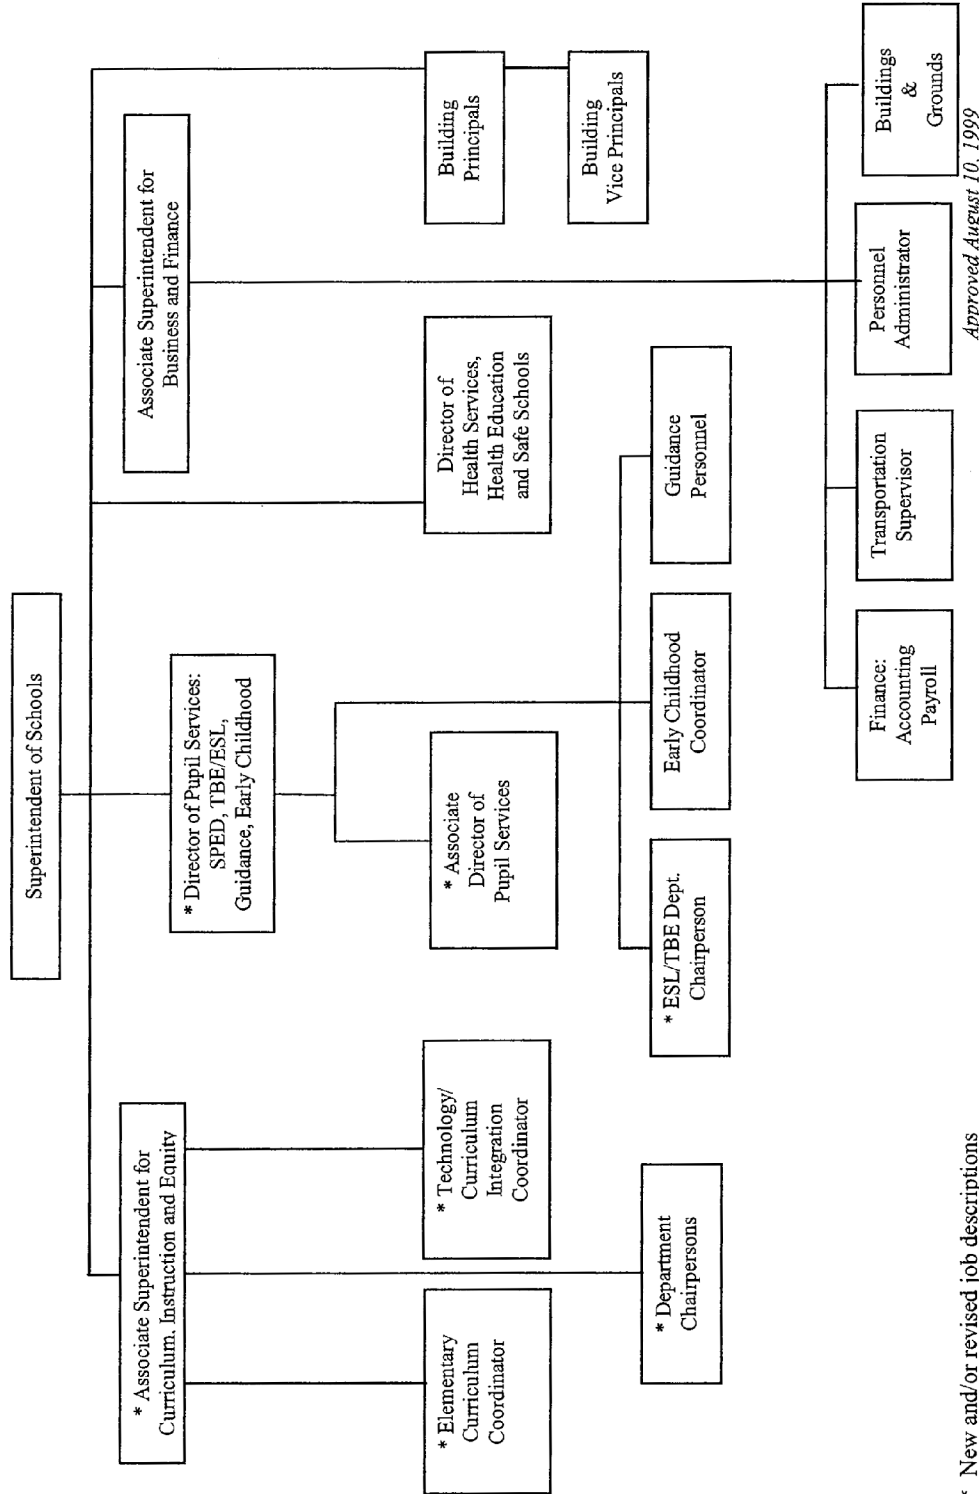 Superintendent of Schools
* Associate Superintendent for
Curriculum, Instruction and Equity
* Director of Pupil Services:
SPED, TBE/ESL,
Guidance, Early Childhood
Associate Superintendent for
Business and Finance
* Elementary
Curriculum
Coordinator
* Technology/
Curriculum
Integration
Coordinator
* Associate
Director of
Pupil Services
Director of
Health Services,
Health Education
and Safe Schools
Building
Principals
* Department
Chairpersons
* ESL/TBE Dept.
Chairperson
Early Childhood
Coordinator
Guidance
Personnel
Building
Vice Principals
Finance:
Accounting
Payroll
Transportation
Supervisor
Personnel
Administrator
Buildings
&
Grounds
* New and/or revised job descriptions
Approved August 10, 1999